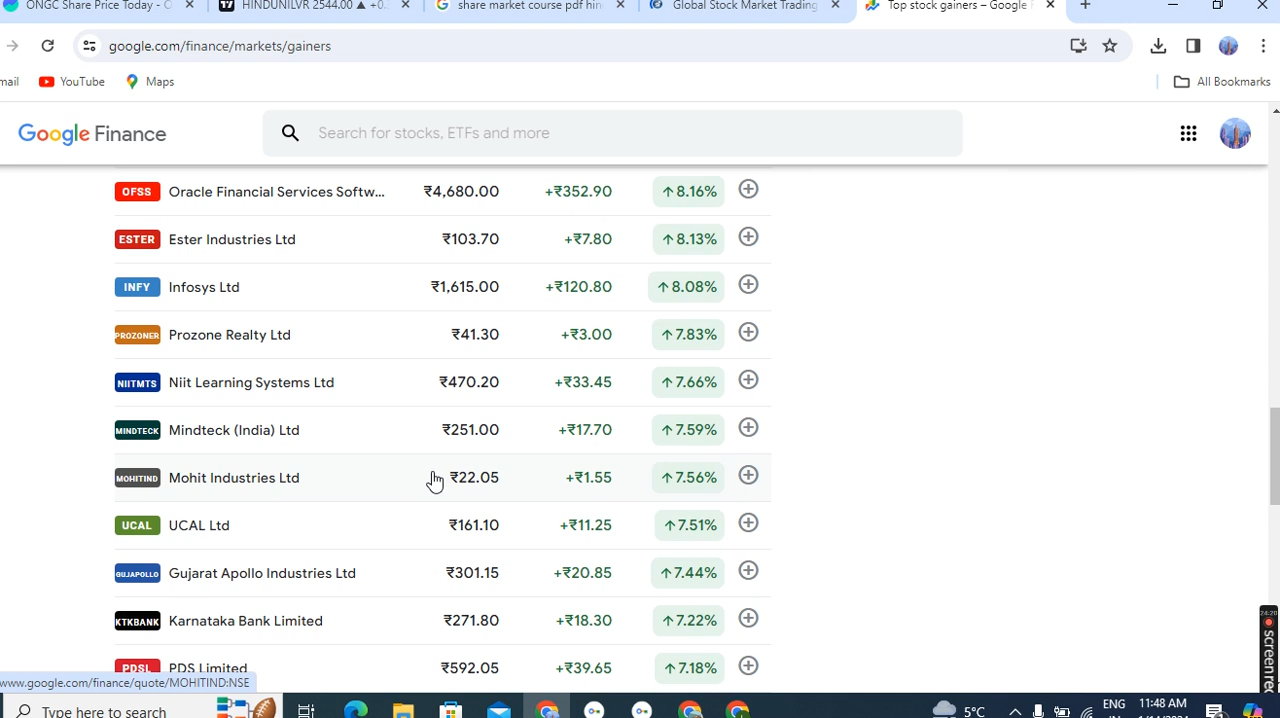 ONGC Share Price Today - O
HINDUNILVR 2544.00 ▲ +0.
share market course pdf hin
Global Stock Market Trading
Top stock gainers – Google F
google.com/finance/markets/gainers
mail YouTube Maps All Bookmarks
Google Finance Search for stocks, ETFs and more
OFSS Oracle Financial Services Softw... ₹4,680.00 +₹352.90 ↑ 8.16%
ESTER Ester Industries Ltd ₹103.70 +₹7.80 ↑ 8.13%
INFY Infosys Ltd ₹1,615.00 +₹120.80 ↑ 8.08%
PROZONER Prozone Realty Ltd ₹41.30 +₹3.00 ↑ 7.83%
NIITMTS Niit Learning Systems Ltd ₹470.20 +₹33.45 ↑ 7.66%
MINDTECK Mindteck (India) Ltd ₹251.00 +₹17.70 ↑ 7.59%
MOHITIND Mohit Industries Ltd ₹22.05 +₹1.55 ↑ 7.56%
UCAL UCAL Ltd ₹161.10 +₹11.25 ↑ 7.51%
GUJAPOLLO Gujarat Apollo Industries Ltd ₹301.15 +₹20.85 ↑ 7.44%
KTKBANK Karnataka Bank Limited ₹271.80 +₹18.30 ↑ 7.22%
PDSL PDS Limited ₹592.05 +₹39.65 ↑ 7.18%
www.google.com/finance/quote/MOHITIND:NSE
screen rec
Type here to search 5°C ENG 11:48 AM